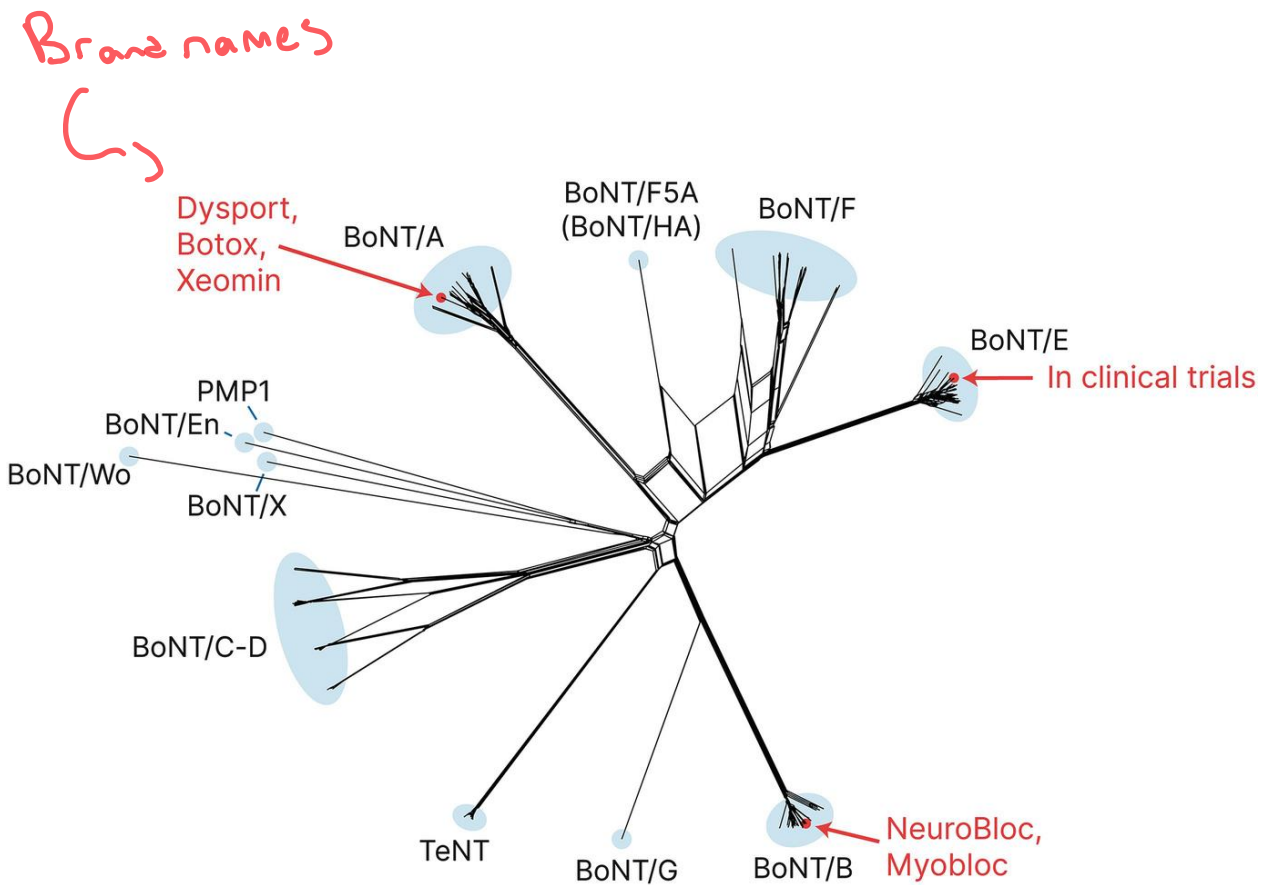 Brand names
BoNT/F5A
(BoNT/HA)
BoNT/F
Dysport,
Botox,
Xeomin
BoNT/A
BoNT/E
In clinical trials
PMP1
BoNT/En
BoNT/Wo
BoNT/X
BoNT/C-D
TeNT
BoNT/G
BoNT/B
NeuroBloc,
Myobloc